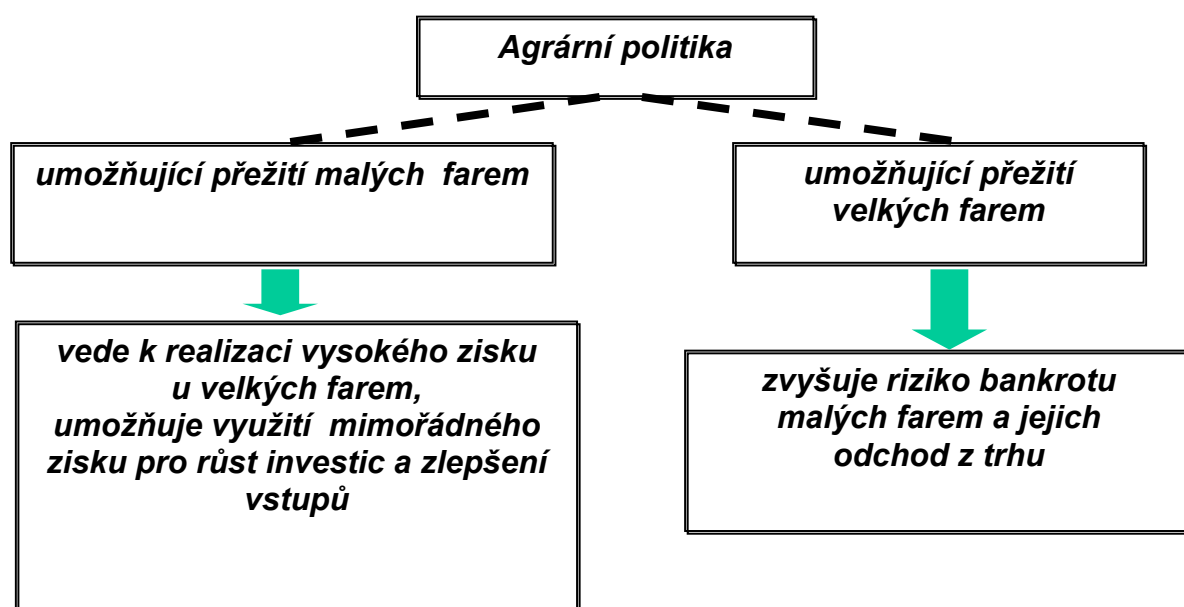 Agrární politika
umožňující přežití malých farem
umožňující přežití
velkých farem
vede k realizaci vysokého zisku
u velkých farem,
umožňuje využití mimořádného
zisku pro růst investic a zlepšení
vstupů
zvyšuje riziko bankrotu
malých farem a jejich
odchod z trhu